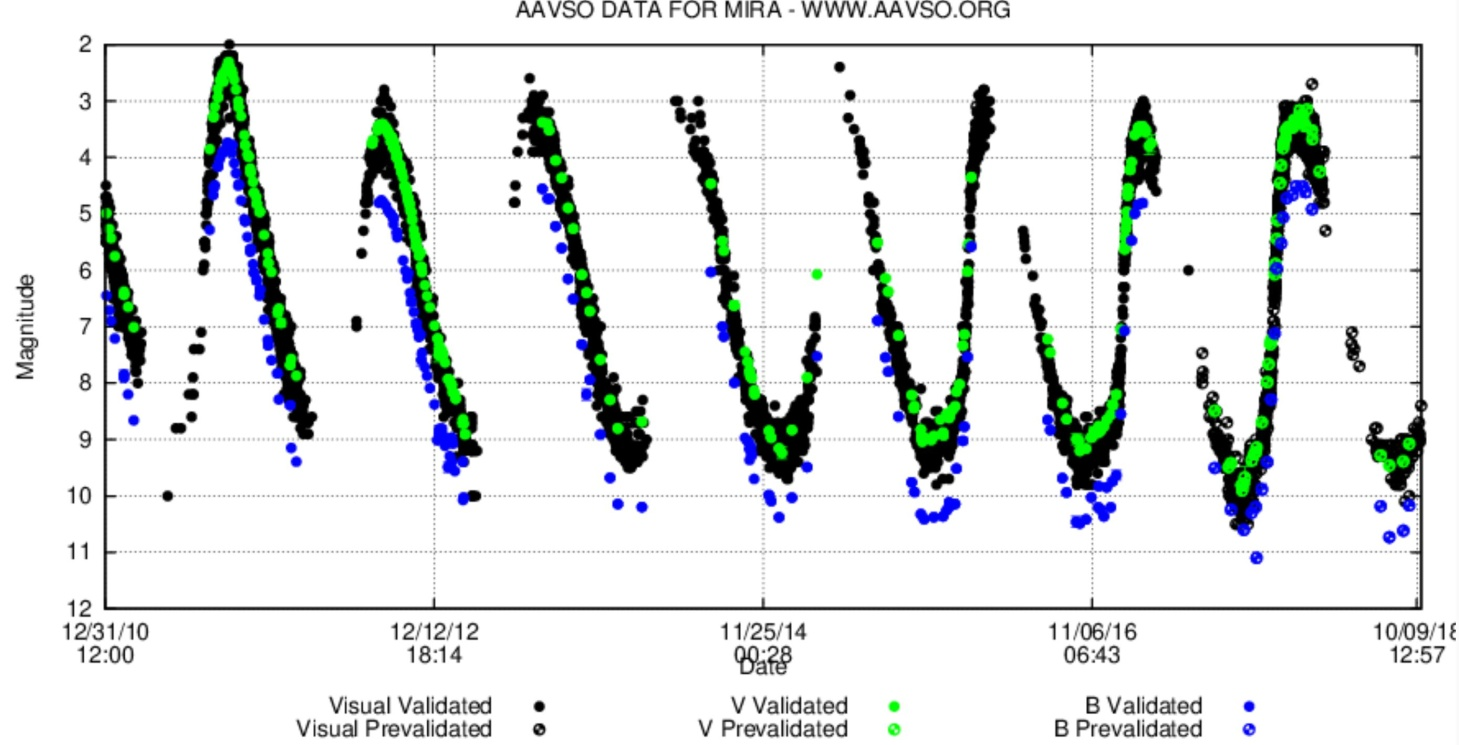 AAVSO DATA FOR MIRA - WWW.AAVSO.ORG
2
3
4
5
6
7
8
9
10
11
12
Magnitude
12/31/10 12/12/12 11/25/14 11/06/16 10/09/18
12:00 18:14 00:28 06:43 12:57
Date
Visual Validated V Validated B Validated
Visual Prevalidated V Prevalidated B Prevalidated